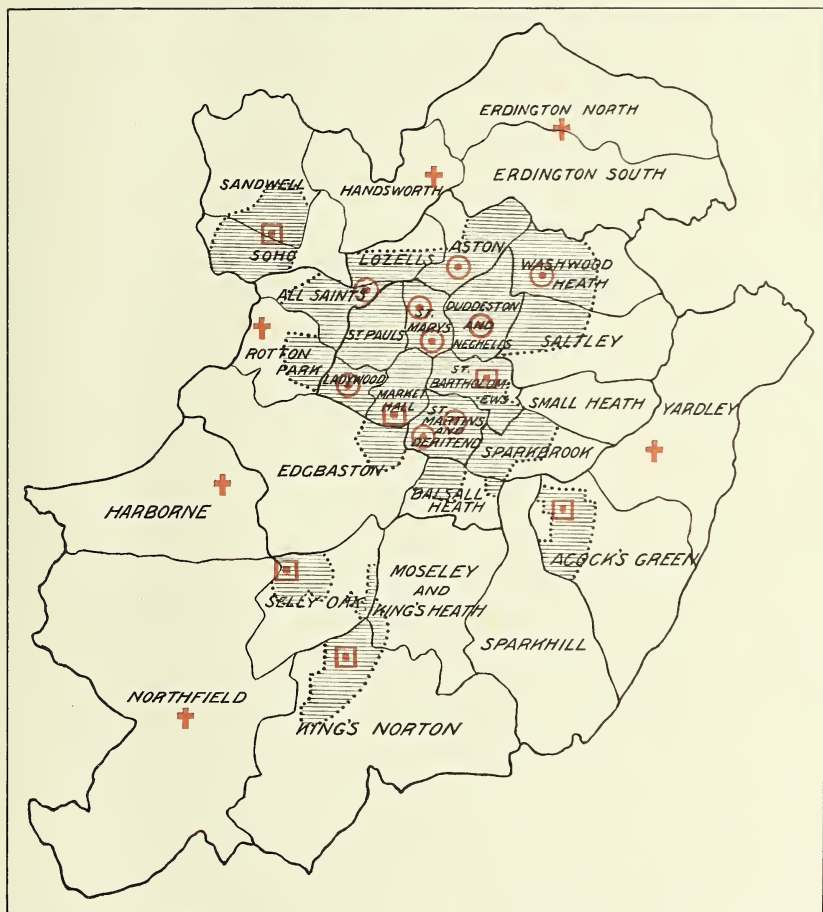 ERDINGTON NORTH
ERDINGTON SOUTH
SANDWELL
HANDSWORTH
SOHO
LOZELLS
ASTON
WASHWOOD
HEATH
ALL SAINTS
ST. PAULS
ST.
MARYS
DUDDESTON
AND
NECHELLS
SALTLEY
ROTTON
PARK
LADYWOOD
MARKET
HALL
ST.
BARTHOLOM-
EWS
ST.
MARTINS
AND
DERITEND
SMALL HEATH
YARDLEY
SPARKBROOK
EDGBASTON
BALSALL
HEATH
HARBORNE
ACOCK'S GREEN
SELLY OAK
MOSELEY
AND
KING'S HEATH
SPARKHILL
NORTHFIELD
KING'S NORTON